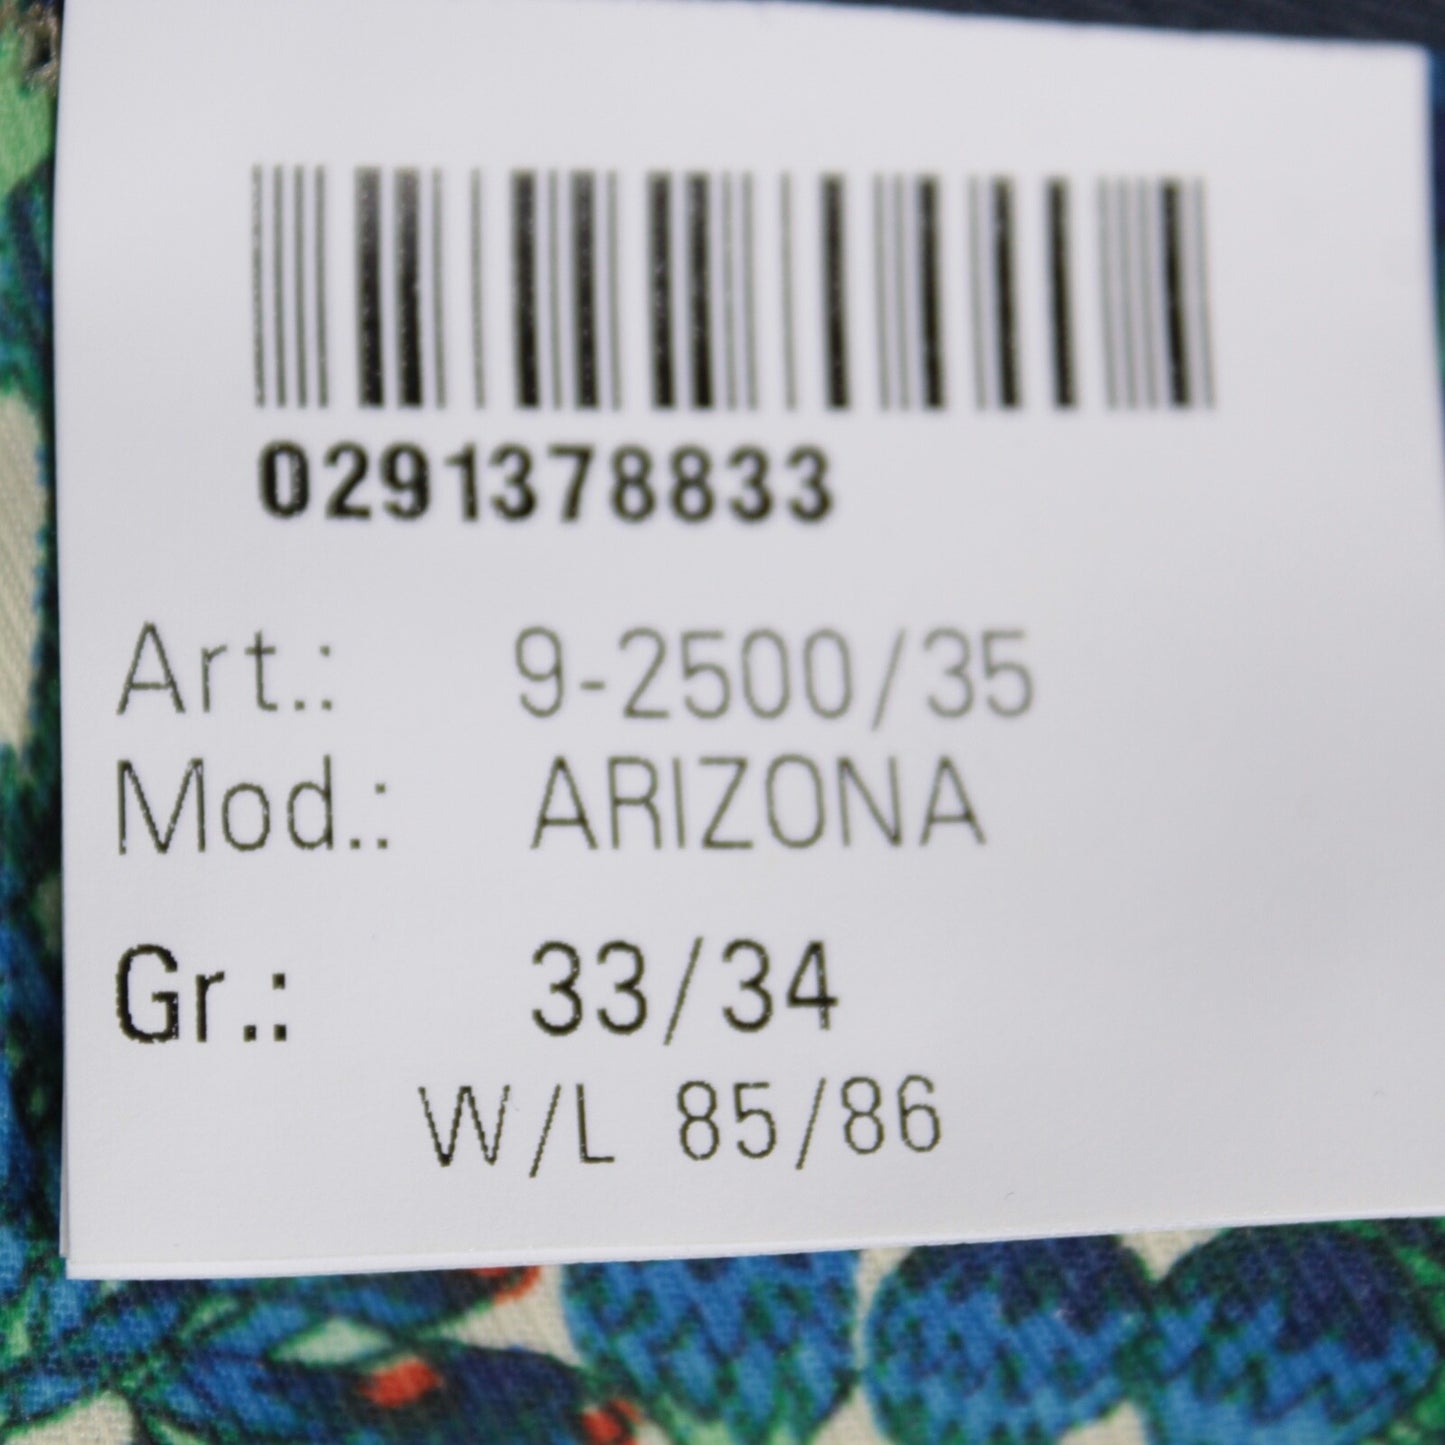 0291378833
Art.: 9-2500/35
Mod.: ARIZONA
Gr.: 33/34
W/L 85/86